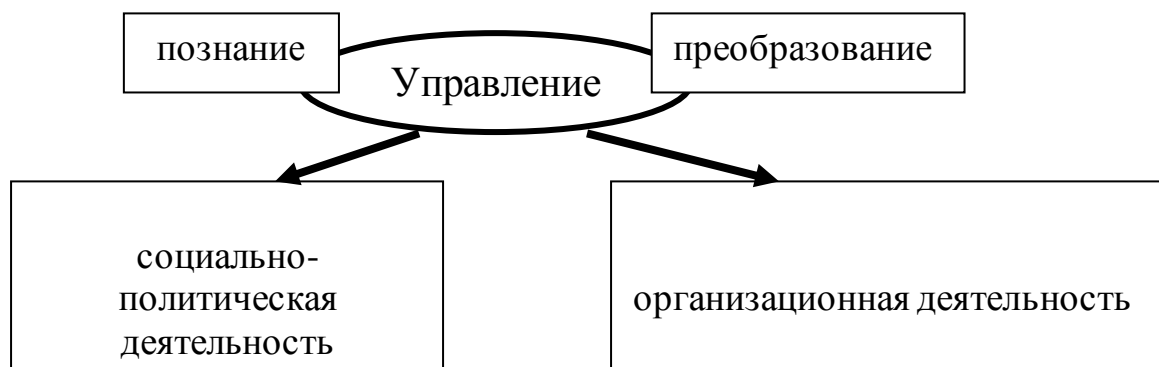 познание
преобразование
Управление
социально-
политическая
деятельность
организационная деятельность